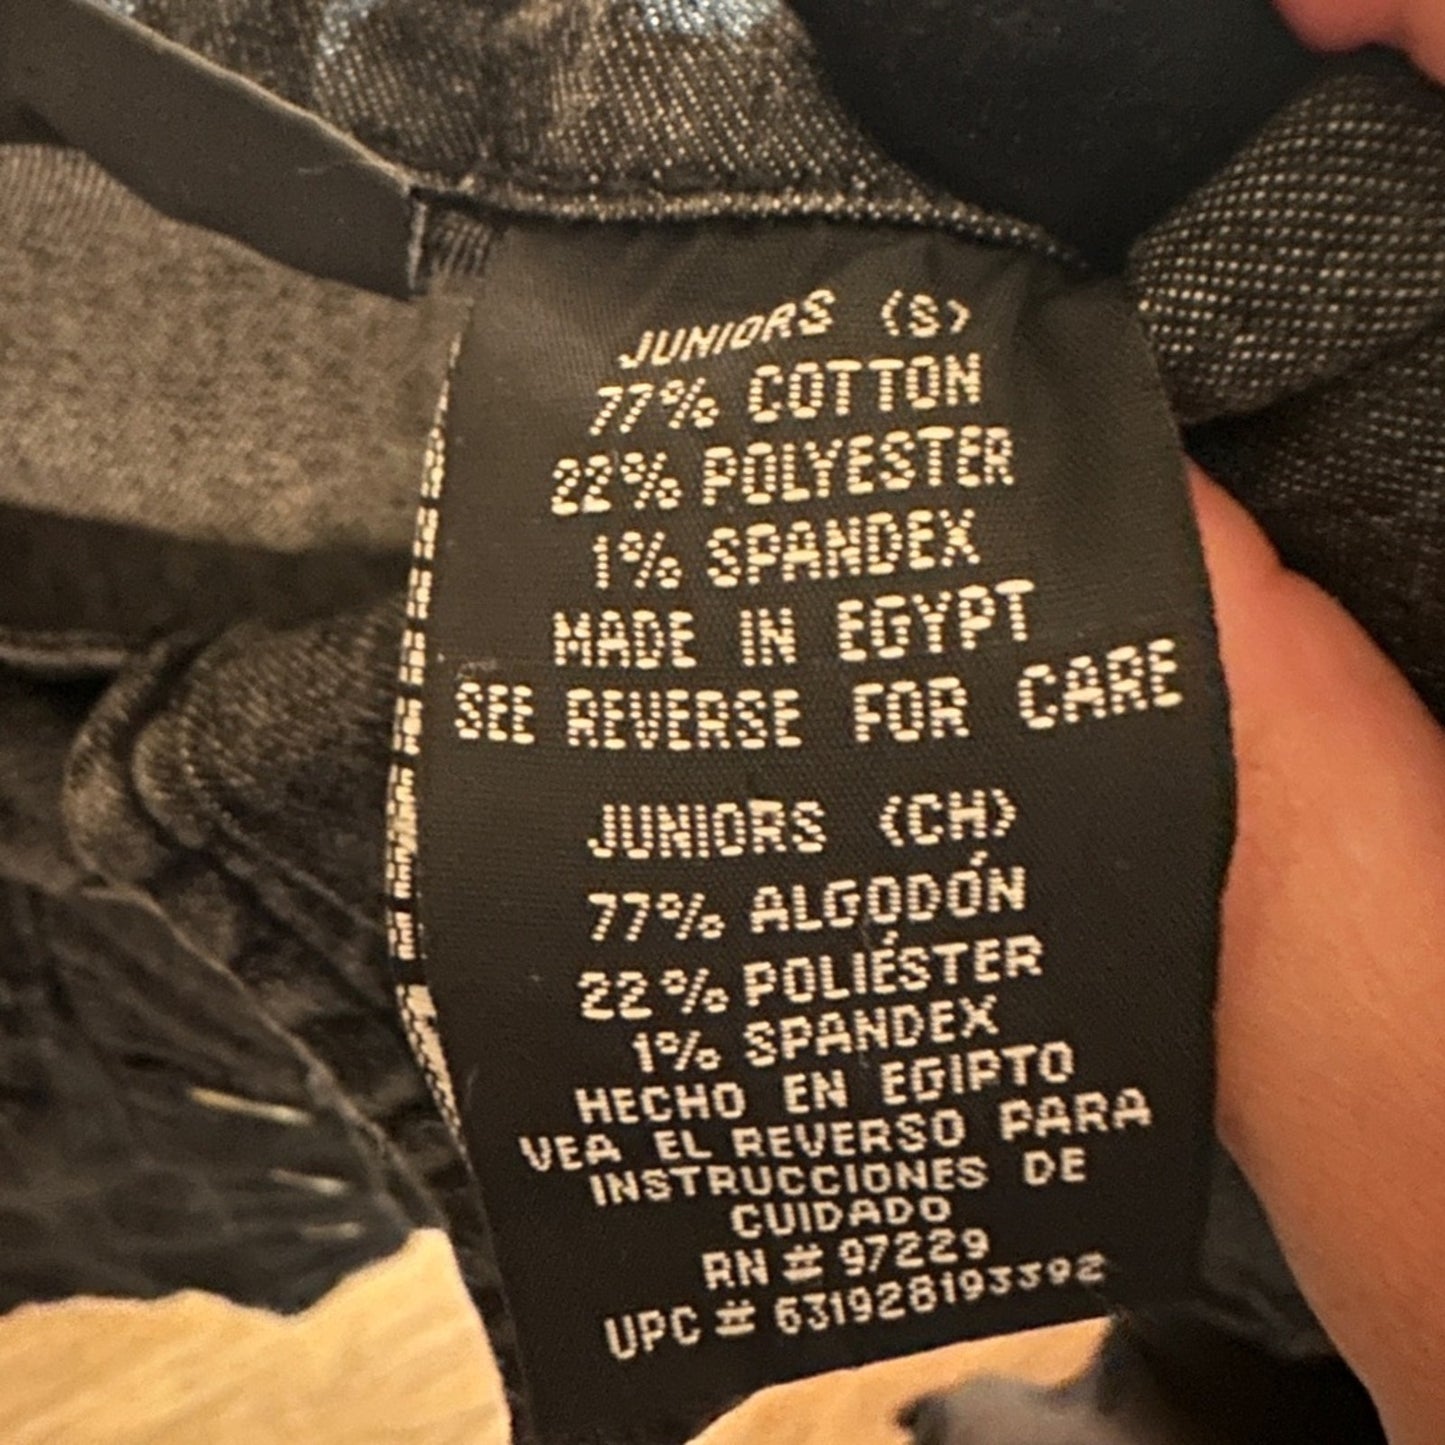 JUNIORS (S)
77% COTTON
22% POLYESTER
1% SPANDEX
MADE IN EGYPT
SEE REVERSE FOR CARE
JUNIORS (CH)
77% ALGODÓN
22% POLIÉSTER
1% SPANDEX
HECHO EN EGIPTO
VEA EL REVERSO PARA
INSTRUCCIONES DE
CUIDADO
RN # 97229
UPC # 631928193392